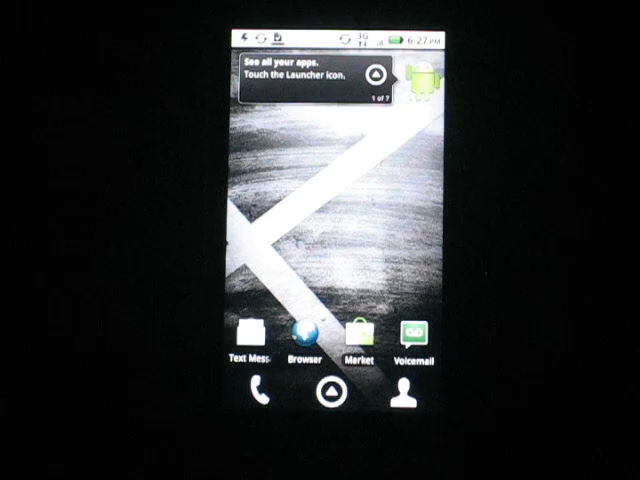 3G 6:27 PM
See all your apps.
Touch the Launcher icon.
1 of 7
Text Mess
Browser
Market
Voicemail